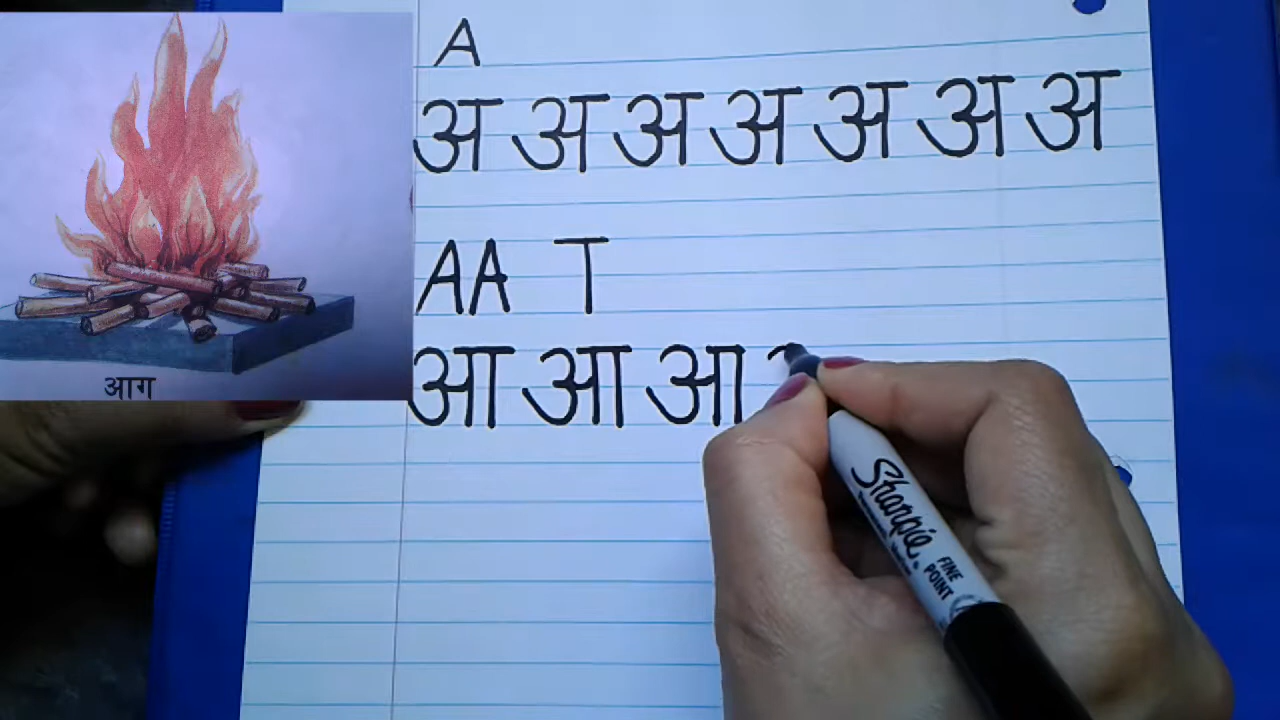 A
अ अ अ अ अ अ अ
AA T
आ आ आ
आग
Sharpie
FINE
POINT